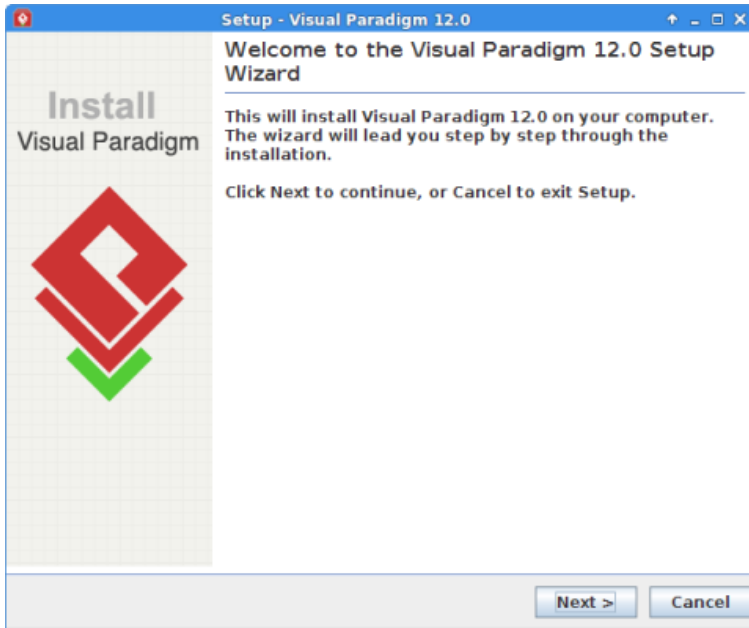 Setup - Visual Paradigm 12.0
Install
Visual Paradigm
Welcome to the Visual Paradigm 12.0 Setup
Wizard
This will install Visual Paradigm 12.0 on your computer.
The wizard will lead you step by step through the
installation.
Click Next to continue, or Cancel to exit Setup.
Next >
Cancel